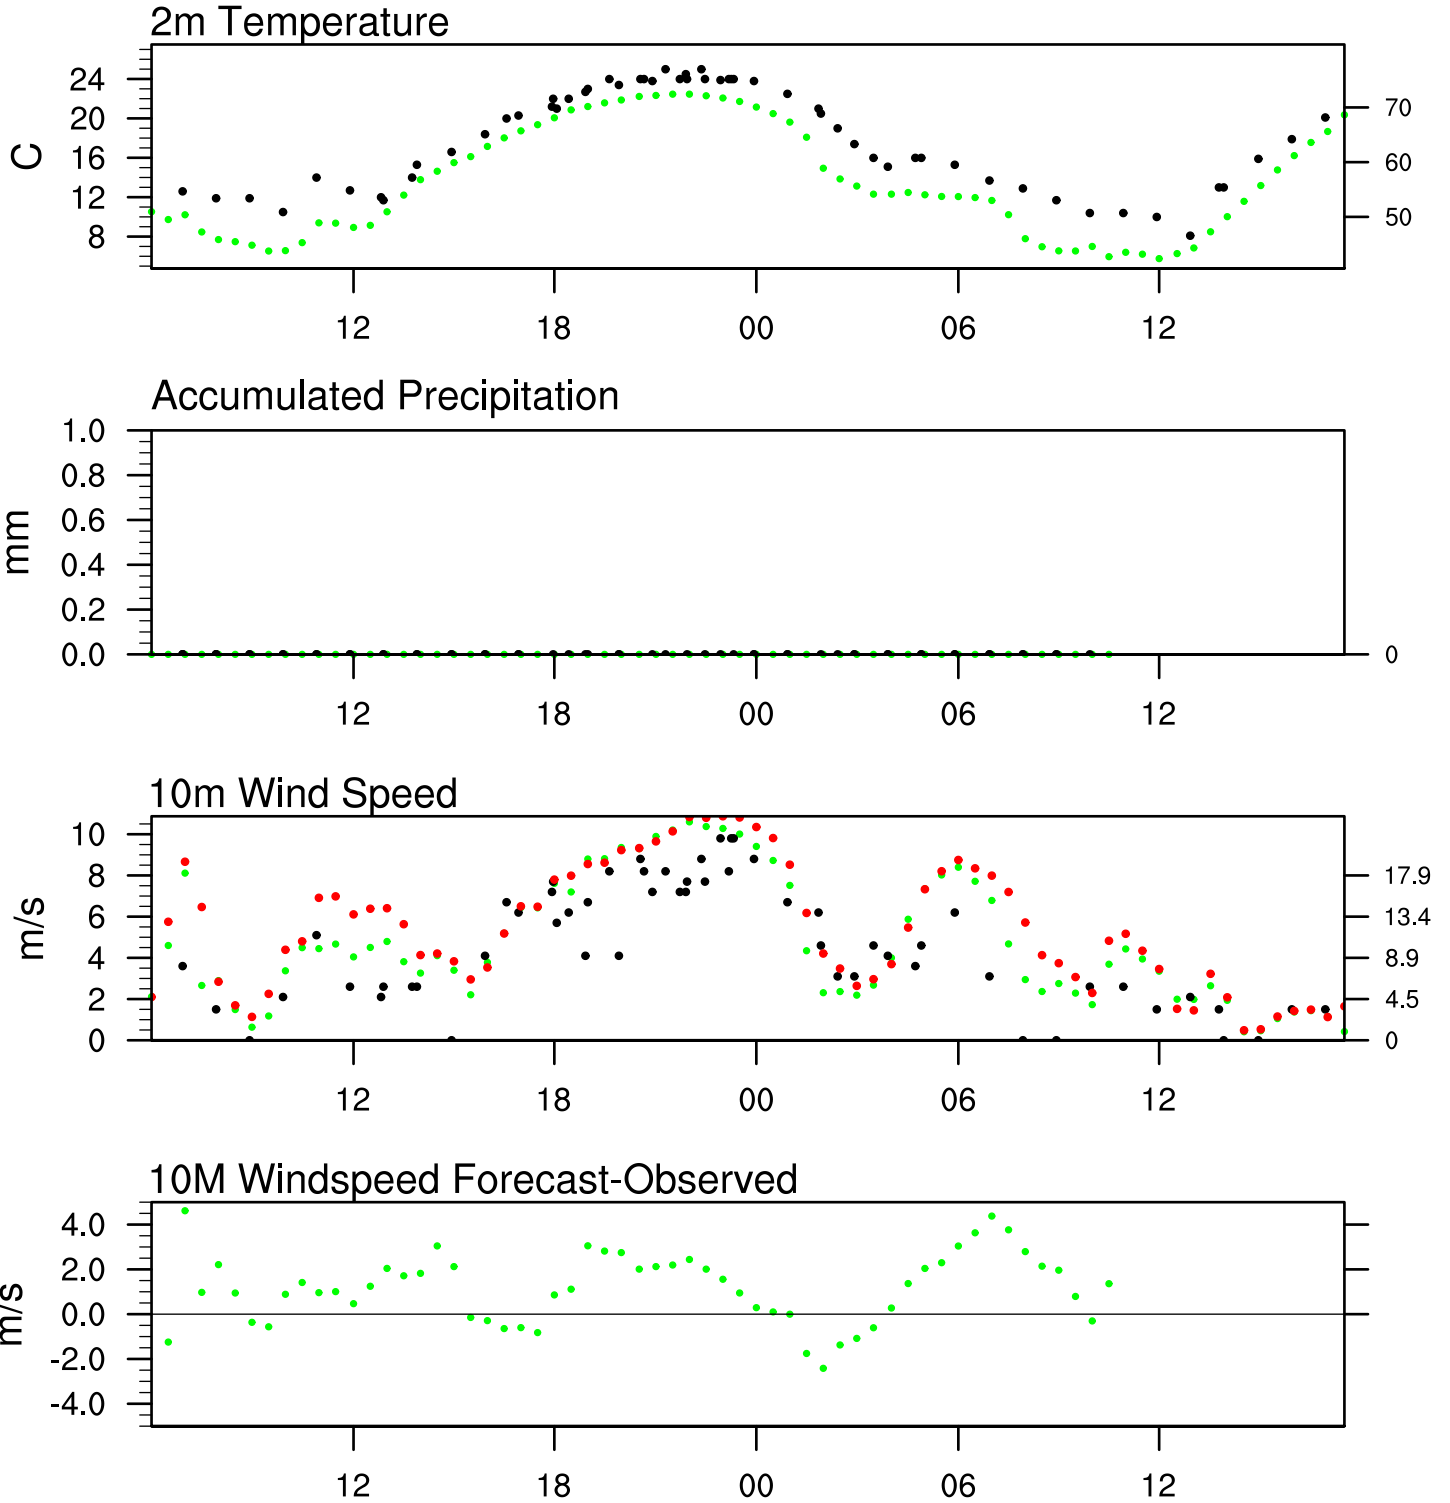 2m Temperature
24
20
16
12
8
C
70
60
50
12 18 00 06 12
Accumulated Precipitation
1.0
0.8
0.6
0.4
0.2
0.0
mm
0
12 18 00 06 12
10m Wind Speed
10
8
6
4
2
0
m/s
17.9
13.4
8.9
4.5
0
12 18 00 06 12
10M Windspeed Forecast-Observed
4.0
2.0
0.0
-2.0
-4.0
m/s
12 18 00 06 12